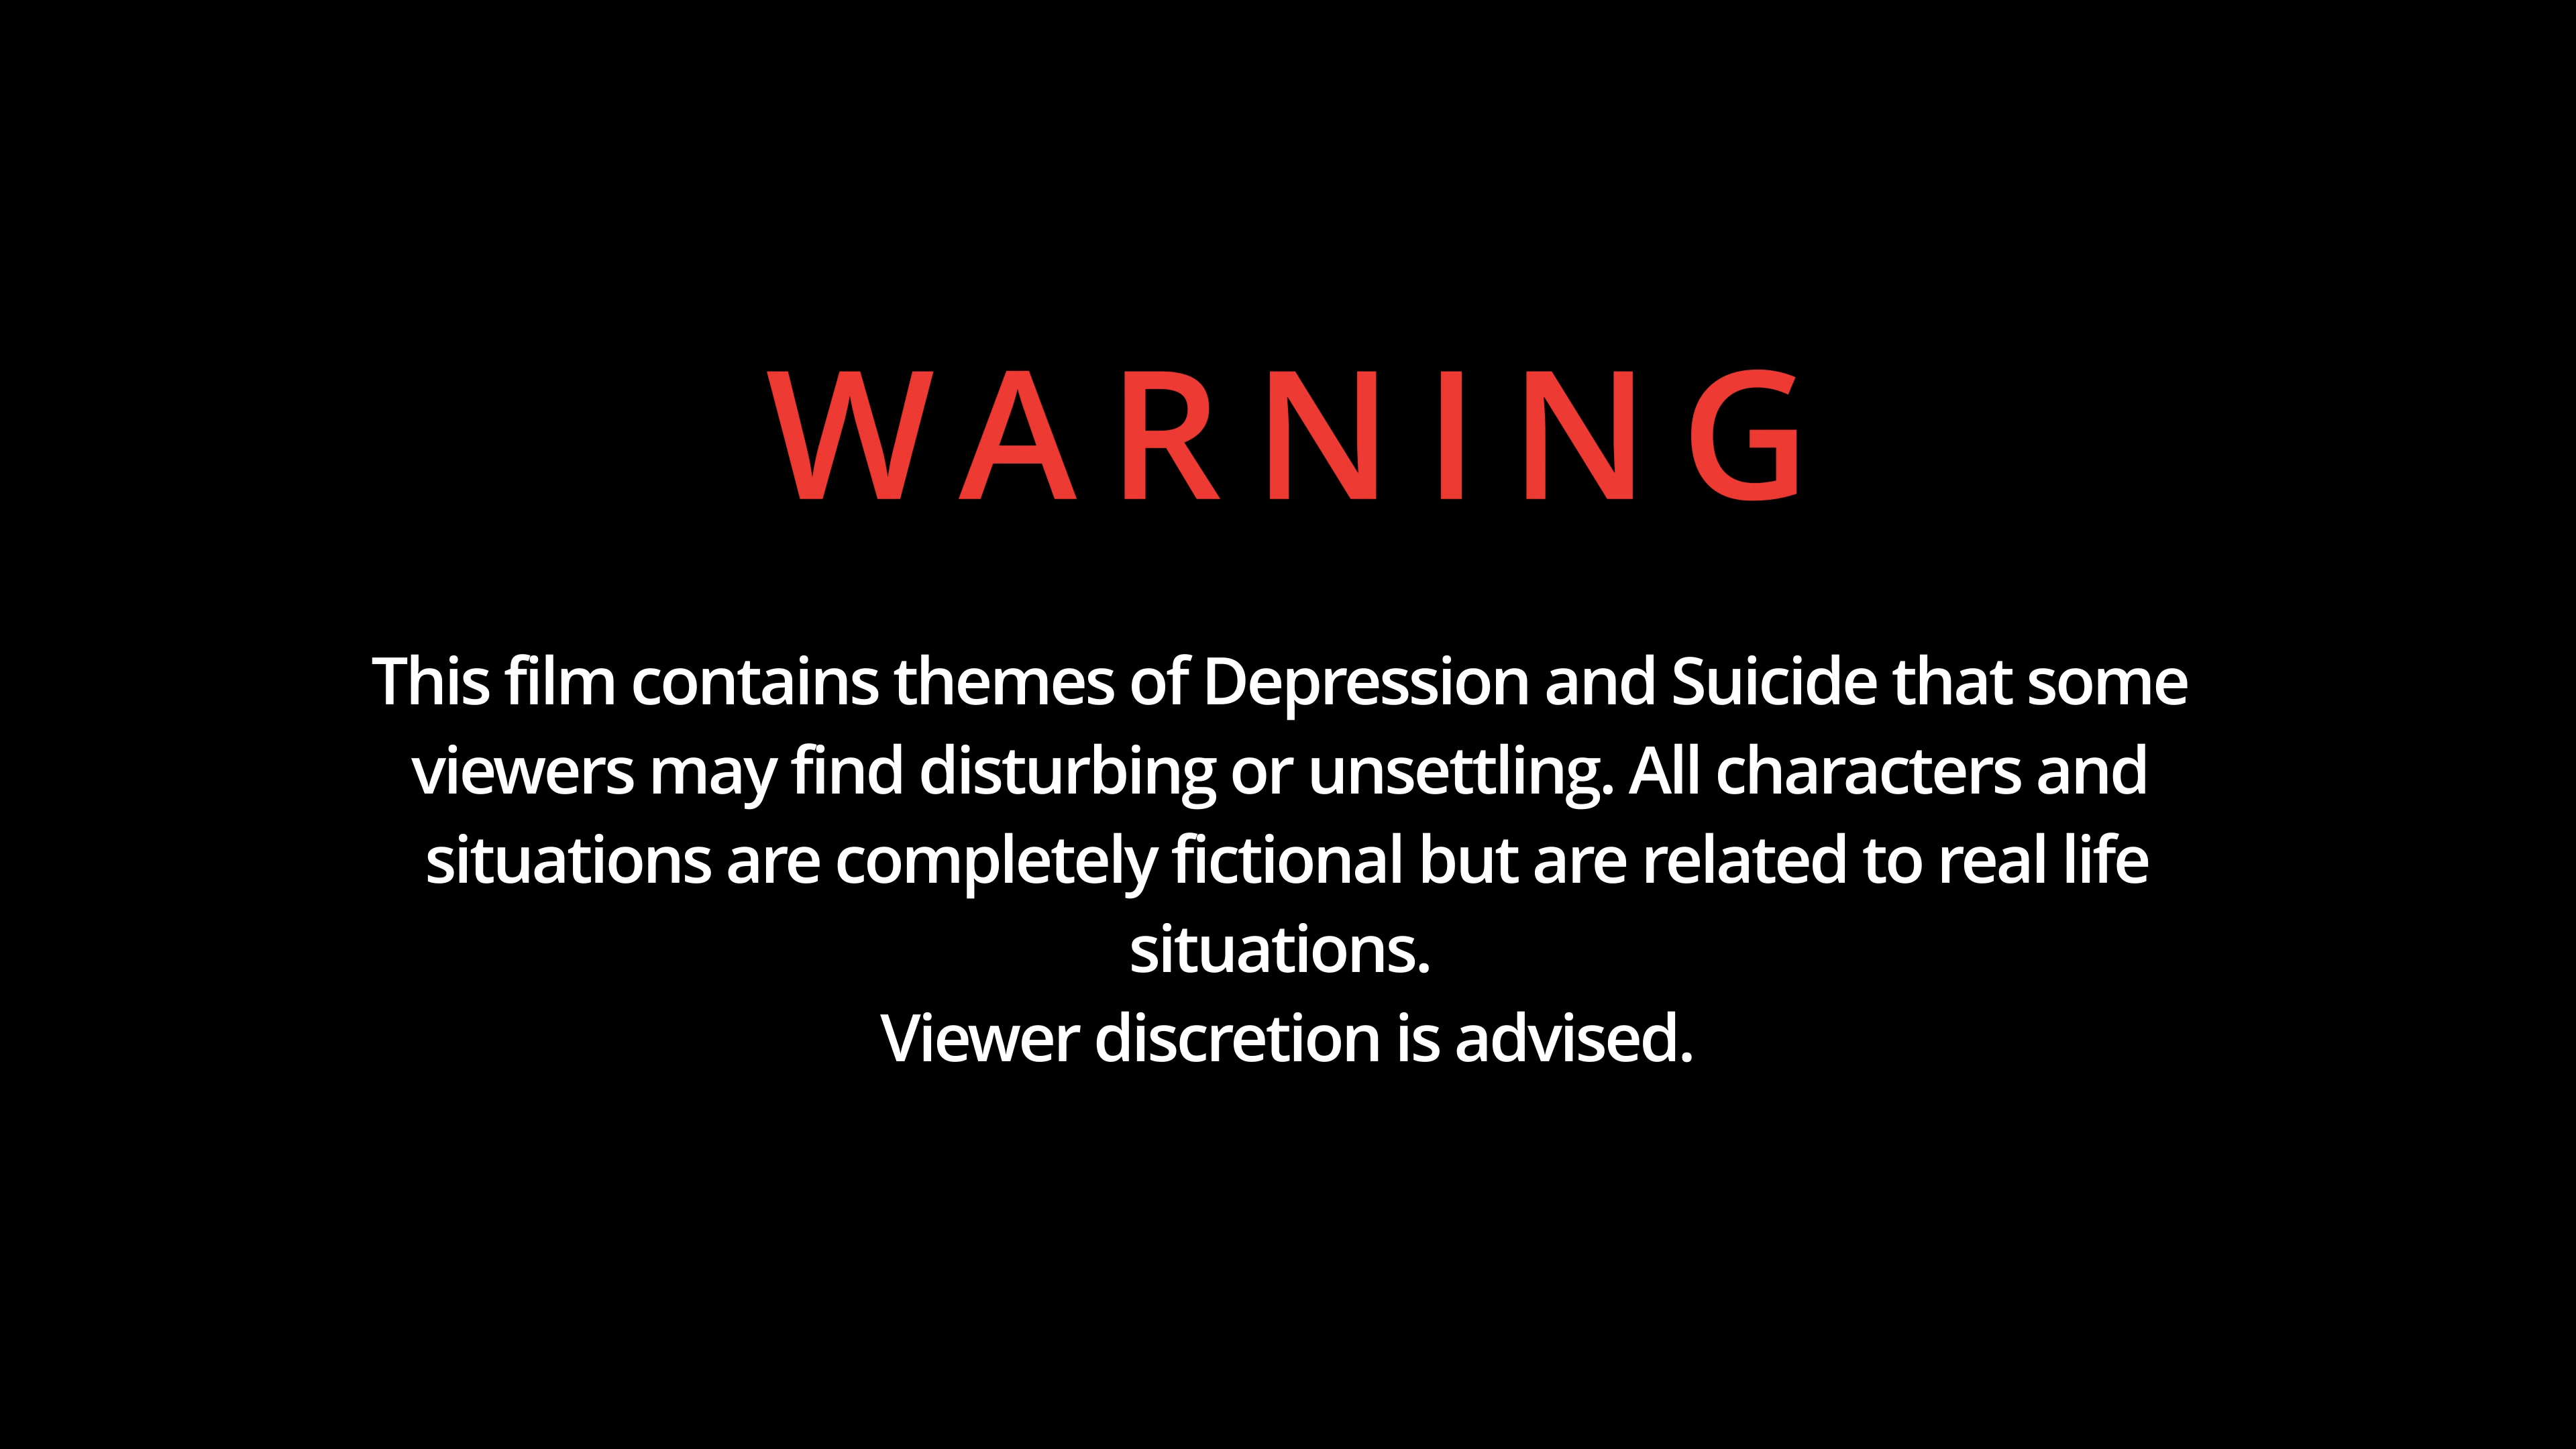 WARNING
This film contains themes of Depression and Suicide that some
viewers may find disturbing or unsettling. All characters and
situations are completely fictional but are related to real life
situations.
Viewer discretion is advised.